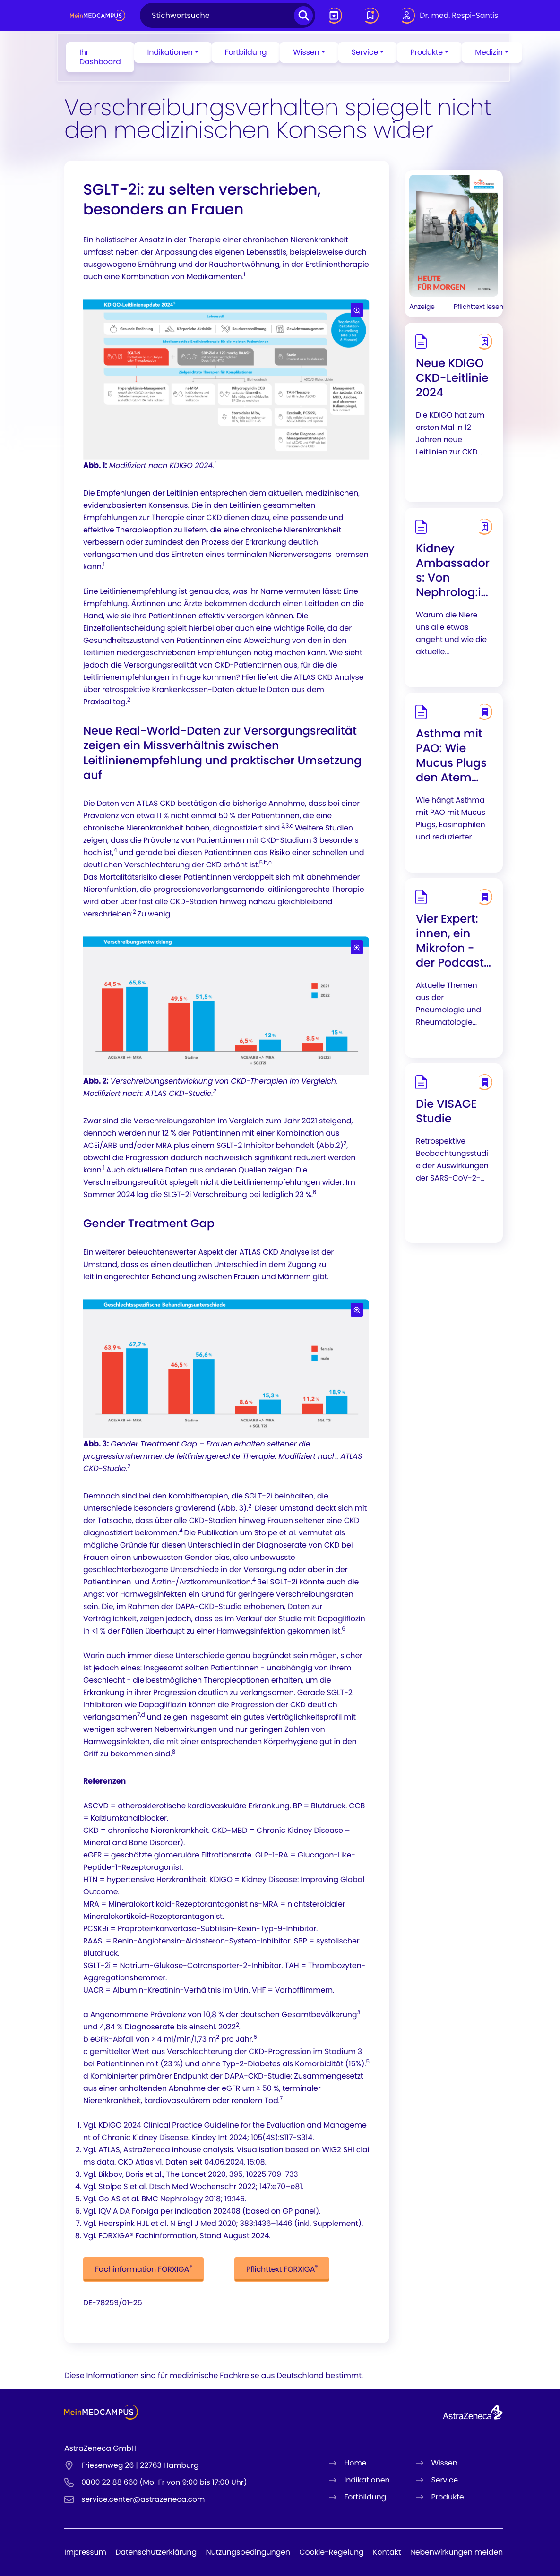 MeinMEDCAMPUS
Stichwortsuche
Dr. med. Respi-Santis
Ihr
Dashboard
Indikationen
Fortbildung
Wissen
Service
Produkte
Medizin
Verschreibungsverhalten spiegelt nicht
den medizinischen Konsens wider
SGLT-2i: zu selten verschrieben,
besonders an Frauen
Ein holistischer Ansatz in der Therapie einer chronischen Nierenkrankheit
umfasst neben der Anpassung des eigenen Lebensstils, beispielsweise durch
ausgewogene Ernährung und der Rauchentwöhnung, in de Erstlinientherapie
auch eine Kombination von Medikamenten.1
KDIGO-Leitlinienupdate 2024
Lebensstil
Gesunde Ernährung
Körperliche Aktivität
Raucherentwöhnung
Gewichtsmanagement
Abb. 1: Modifiziert nach KDIGO 2024.1
Die Empfehlungen der Leitlinien entsprechen dem aktuellen, medizinischen,
evidenzbasierten Konsensus. Die in den Leitlinien gesammelten
Empfehlungen zur Therapie einer CKD dienen dazu, eine passende und
effektive Therapieoption zu liefern, die eine chronische Nierenkrankheit
verbessern oder zumindest den Prozess der Erkrankung deutlich
verlangsamen und das Eintreten eines terminalen Nierenversagens bremsen
kann.1
Eine Leitlinienempfehlung ist genau das, was ihr Name vermuten lässt: Eine
Empfehlung. Ärztinnen und Ärzte bekommen dadurch einen Leitfaden an die
Hand, wie sie ihre Patient:innen effektiv versorgen können. Die
Einzelfallentscheidung spielt hierbei aber auch eine wichtige Rolle, da der
Gesundheitszustand von Patient:innen eine Abweichung von den in den
Leitlinien niedergeschriebenen Empfehlungen nötig machen kann. Wie sieht
jedoch die Versorgungsrealität von CKD-Patient:innen aus, für die die
Leitlinienempfehlungen in Frage kommen? Hier liefert die ATLAS CKD Analyse
über retrospektive Krankenkassen-Daten aktuelle Daten aus dem
Praxisalltag.2
Neue Real-World-Daten zur Versorgungsrealität
zeigen ein Missverhältnis zwischen
Leitlinienempfehlung und praktischer Umsetzung
auf
Die Daten von ATLAS CKD bestätigen die bisherige Annahme, dass bei einer
Prävalenz von etwa 11 % nicht einmal 50 % der Patient:innen, die eine
chronische Nierenkrankheit haben, diagnostiziert sind.2,3,a Weitere Studien
zeigen, dass die Prävalenz von Patient:innen mit CKD-Stadium 3 besonders
hoch ist,4 und gerade bei diesen Patient:innen das Risiko einer schnellen und
deutlichen Verschlechterung der CKD erhöht ist.5,b,c
Das Mortalitätsrisiko dieser Patient:innen verdoppelt sich mit abnehmender
Nierenfunktion, die progressionsverlangsamende leitliniengerechte Therapie
wird aber über fast alle CKD-Stadien hinweg nahezu gleichbleibend
verschrieben:2 Zu wenig.
Verschreibungsentwicklung
64,5 %
65,8 %
49,5 %
51,5%
6,5 %
12 %
8,5 %
15 %
2021
2022
ACE/ARB +/- MRA
Statine
ACE/ARB +/- MRA
+ SGLT2I
SGLT2I
Abb. 2: Verschreibungsentwicklung von CKD-Therapien im Vergleich.
Modifiziert nach: ATLAS CKD-Studie.2
Zwar sind die Verschreibungszahlen im Vergleich zum Jahr 2021 steigend,
dennoch werden nur 12 % der Patient:innen mit einer Kombination aus
ACEi/ARB und/oder MRA plus einem SGLT-2 Inhibitor behandelt (Abb.2)2,
obwohl die Progression dadurch nachweislich signifikant reduziert werden
kann.1 Auch aktuellere Daten aus anderen Quellen zeigen: Die
Verschreibungsrealität spiegelt nicht die Leitlinienempfehlungen wider. Im
Sommer 2024 lag die SLGT-2i Verschreibung bei lediglich 23 %.6
Gender Treatment Gap
Ein weiterer beleuchtenswerter Aspekt der ATLAS CKD Analyse ist der
Umstand, dass es einen deutlichen Unterschied in dem Zugang zu
leitliniengerechter Behandlung zwischen Frauen und Männern gibt.
Geschlechtsspezifische Behandlungsunterschiede
63,9 %
67,7%
46,5 %
56,6%
8,6 %
15,3 %
11,2 %
18,9 %
female
male
ACE/ARB +/- MRA
Statine
ACE/ARB +/- MRA
+ SGL T2I
SGL T2I
Abb. 3: Gender Treatment Gap – Frauen erhalten seltener die
progressionshemmende leitliniengerechte Therapie. Modifiziert nach: ATLAS
CKD-Studie.2
Demnach sind bei den Kombitherapien, die SGLT-2i beinhalten, die
Unterschiede besonders gravierend (Abb. 3).2 Dieser Umstand deckt sich mit
der Tatsache, dass über alle CKD-Stadien hinweg Frauen seltener eine CKD
diagnostiziert bekommen.4 Die Publikation um Stolpe et al. vermutet als
mögliche Gründe für diesen Unterschied in der Diagnoserate von CKD bei
Frauen einen unbewussten Gender bias, also unbewusste
geschlechterbezogene Unterschiede in der Versorgung oder aber in der
Patient:innen und Ärztin-/Arztkommunikation.4 Bei SGLT-2i könnte auch die
Angst vor Harnwegsinfekten ein Grund für geringere Verschreibungsraten
sein. Die, im Rahmen der DAPA-CKD-Studie erhobenen, Daten zur
Verträglichkeit, zeigen jedoch, dass es im Verlauf der Studie mit Dapagliflozin
in <1 % der Fällen überhaupt zu einer Harnwegsinfektion gekommen ist.6
Worin auch immer diese Unterschiede genau begründet sein mögen, sicher
ist jedoch eines: Insgesamt sollten Patient:innen - unabhängig von ihrem
Geschlecht - die bestmöglichen Therapieoptionen erhalten, um die
Erkrankung in ihrer Progression deutlich zu verlangsamen. Gerade SGLT-2
Inhibitoren wie Dapagliflozin können die Progression der CKD deutlich
verlangsamen7,d und zeigen insgesamt ein gutes Verträglichkeitsprofil mit
wenigen schweren Nebenwirkungen und nur geringen Zahlen von
Harnwegsinfekten, die mit einer entsprechenden Körperhygiene gut in den
Griff zu bekommen sind.8
Referenzen
ASCVD = atherosklerotische kardiovaskuläre Erkrankung. BP = Blutdruck. CCB
= Kalziumkanalblocker.
CKD = chronische Nierenkrankheit. CKD-MBD = Chronic Kidney Disease –
Mineral and Bone Disorder).
eGFR = geschätzte glomeruläre Filtrationsrate. GLP-1-RA = Glucagon-Like-
Peptide-1-Rezeptoragonist.
HTN = hypertensive Herzkrankheit. KDIGO = Kidney Disease: Improving Global
Outcome.
MRA = Mineralokortikoid-Rezeptorantagonist ns-MRA = nichtsteroidaler
Mineralokortikoid-Rezeptorantagonist.
PCSK9i = Proproteinkonvertase-Subtilisin-Kexin-Typ-9-Inhibitor.
RAASi = Renin-Angiotensin-Aldosteron-System-Inhibitor. SBP = systolischer
Blutdruck.
SGLT-2i = Natrium-Glukose-Cotransporter-2-Inhibitor. TAH = Thrombozyten-
Aggregationshemmer.
UACR = Albumin-Kreatinin-Verhältnis im Urin. VHF = Vorhofflimmern.
a Angenommene Prävalenz von 10,8 % der deutschen Gesamtbevölkerung3
und 4,84 % Diagnoserate bis einschl. 20222.
b eGFR-Abfall von > 4 ml/min/1,73 m2 pro Jahr.5
c gemittelter Wert aus Verschlechterung der CKD-Progression im Stadium 3
bei Patient:innen mit (23 %) und ohne Typ-2-Diabetes als Komorbidität (15%).5
d Kombinierter primärer Endpunkt der DAPA-CKD-Studie: Zusammengesetzt
aus einer anhaltenden Abnahme der eGFR um ≥ 50 %, terminaler
Nierenkrankheit, kardiovaskulärem oder renalem Tod.7
1. Vgl. KDIGO 2024 Clinical Practice Guideline for the Evaluation and Manageme
nt of Chronic Kidney Disease. Kindey Int 2024; 105(4S):S117-S314.
2. Vgl. ATLAS, AstraZeneca inhouse analysis. Visualisation based on WIG2 SHI clai
ms data. CKD Atlas v1. Daten seit 04.06.2024, 15:08.
3. Vgl. Bikbov, Boris et al., The Lancet 2020, 395, 10225:709-733
4. Vgl. Stolpe S et al. Dtsch Med Wochenschr 2022; 147:e70–e81.
5. Vgl. Go AS et al. BMC Nephrology 2018; 19:146.
6. Vgl. IQVIA DA Forxiga per indication 202408 (based on GP panel).
7. Vgl. Heerspink HJL et al. N Engl J Med 2020; 383:1436–1446 (inkl. Supplement).
8. Vgl. FORXIGA® Fachinformation, Stand August 2024.
Fachinformation FORXIGA®
Pflichttext FORXIGA®
DE-78259/01-25
HEUTE
FÜR MORGEN
Anzeige
Pflichttext lesen
Neue KDIGO
CKD-Leitlinie
2024
Die KDIGO hat zum
ersten Mal in 12
Jahren neue
Leitlinien zur CKD...
Kidney
Ambassador
s: Von
Nephrolog:i...
Warum die Niere
uns alle etwas
angeht und wie die
aktuelle...
Asthma mit
PAO: Wie
Mucus Plugs
den Atem...
Wie hängt Asthma
mit PAO mit Mucus
Plugs, Eosinophilen
und reduzierter...
Vier Expert:
innen, ein
Mikrofon -
der Podcast...
Aktuelle Themen
aus der
Pneumologie und
Rheumatologie...
Die VISAGE
Studie
Retrospektive
Beobachtungsstudi
e der Auswirkungen
der SARS-CoV-2-...
Diese Informationen sind für medizinische Fachkreise aus Deutschland bestimmt.
MeinMEDCAMPUS
AstraZeneca
AstraZeneca GmbH
Friesenweg 26 | 22763 Hamburg
0800 22 88 660 (Mo-Fr von 9:00 bis 17:00 Uhr)
service.center@astrazeneca.com
Home
Indikationen
Fortbildung
Wissen
Service
Produkte
Impressum
Datenschutzerklärung
Nutzungsbedingungen
Cookie-Regelung
Kontakt
Nebenwirkungen melden